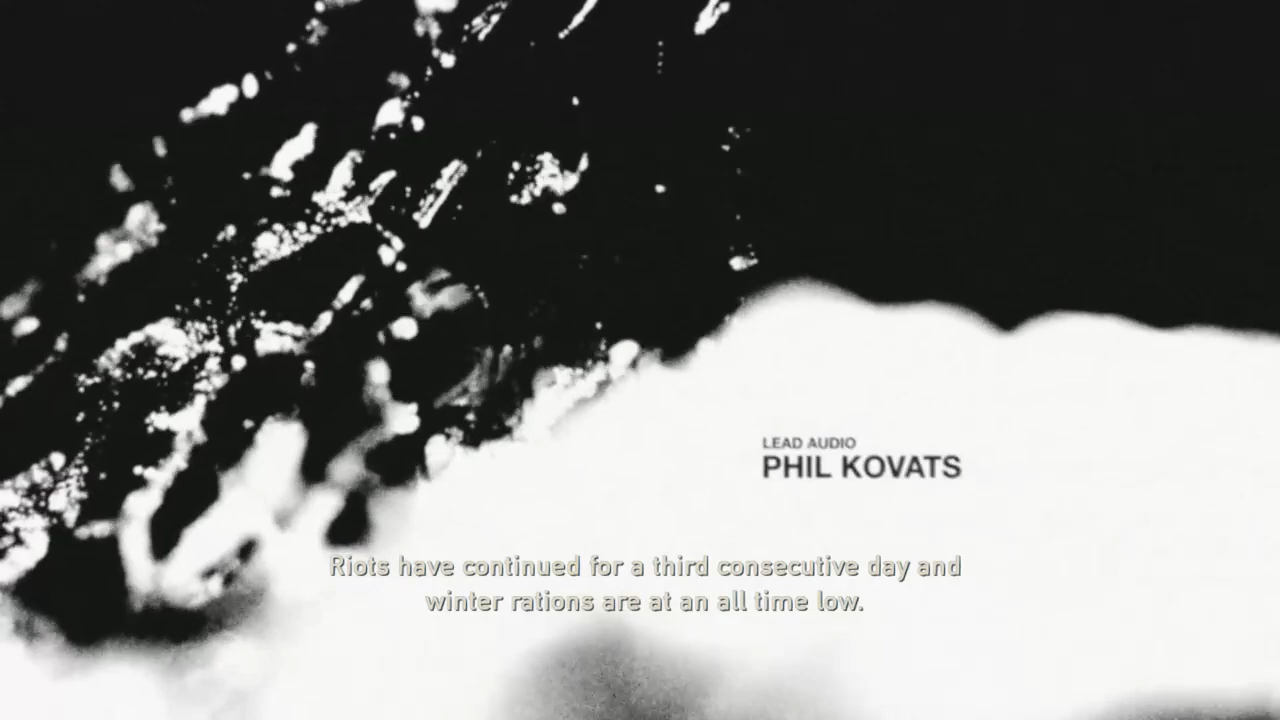 LEAD AUDIO
PHIL KOVATS
Riots have continued for a third consecutive day and
winter rations are at an all time low.